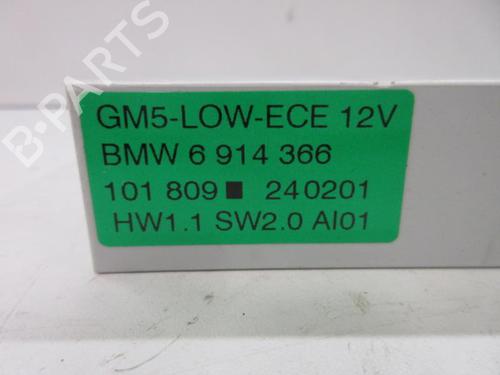 B-PARTS
GM5-LOW-ECE 12V
BMW 6 914 366
101 809 ■ 240201
HW1.1 SW2.0 AI01